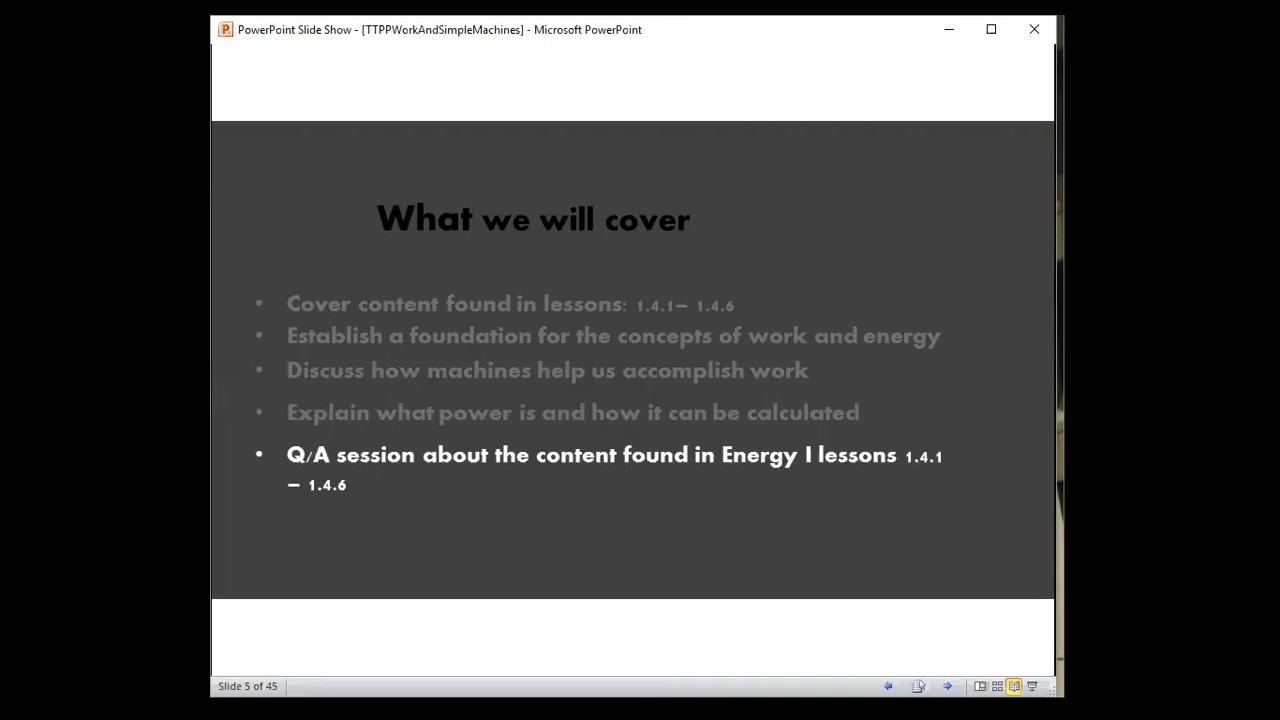 PowerPoint Slide Show - [TTPPWorkAndSimpleMachines] - Microsoft PowerPoint
What we will cover
• Cover content found in lessons: 1.4.1– 1.4.6
• Establish a foundation for the concepts of work and energy
• Discuss how machines help us accomplish work
• Explain what power is and how it can be calculated
• Q/A session about the content found in Energy I lessons 1.4.1
– 1.4.6
Slide 5 of 45